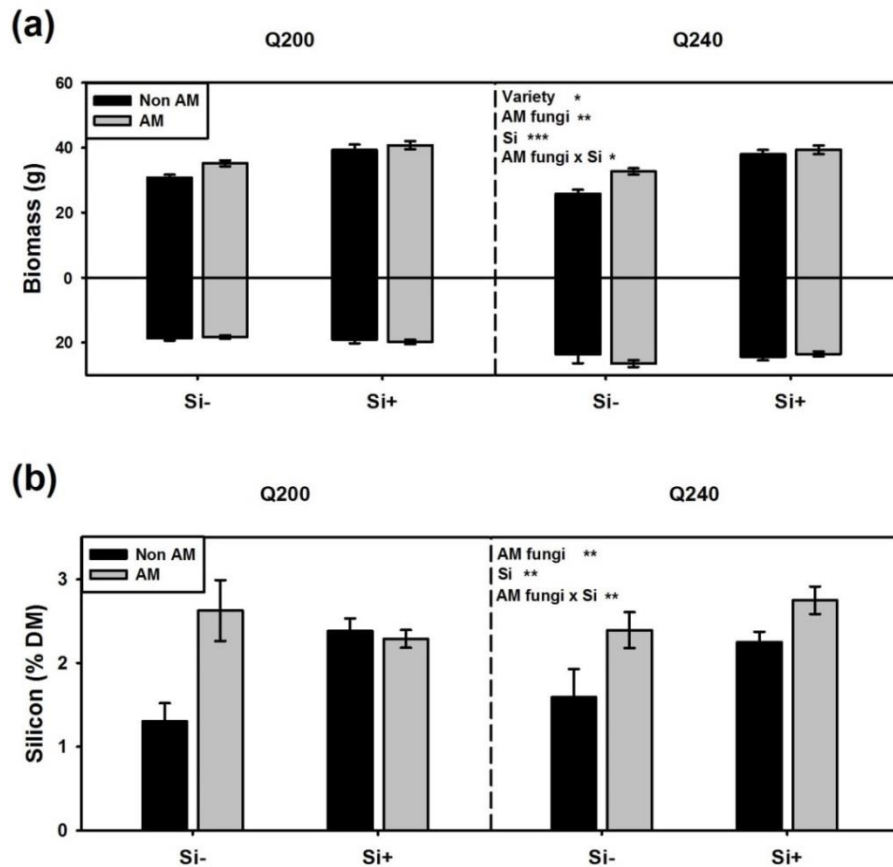 (a)
Q200 Q240
Non AM
AM
Variety *
AM fungi **
Si ***
AM fungi x Si *
60
40
20
0
20
Biomass (g)
Si- Si+ Si- Si+
(b)
Q200 Q240
Non AM
AM
AM fungi **
Si **
AM fungi x Si **
3
2
1
0
Silicon (% DM)
Si- Si+ Si- Si+